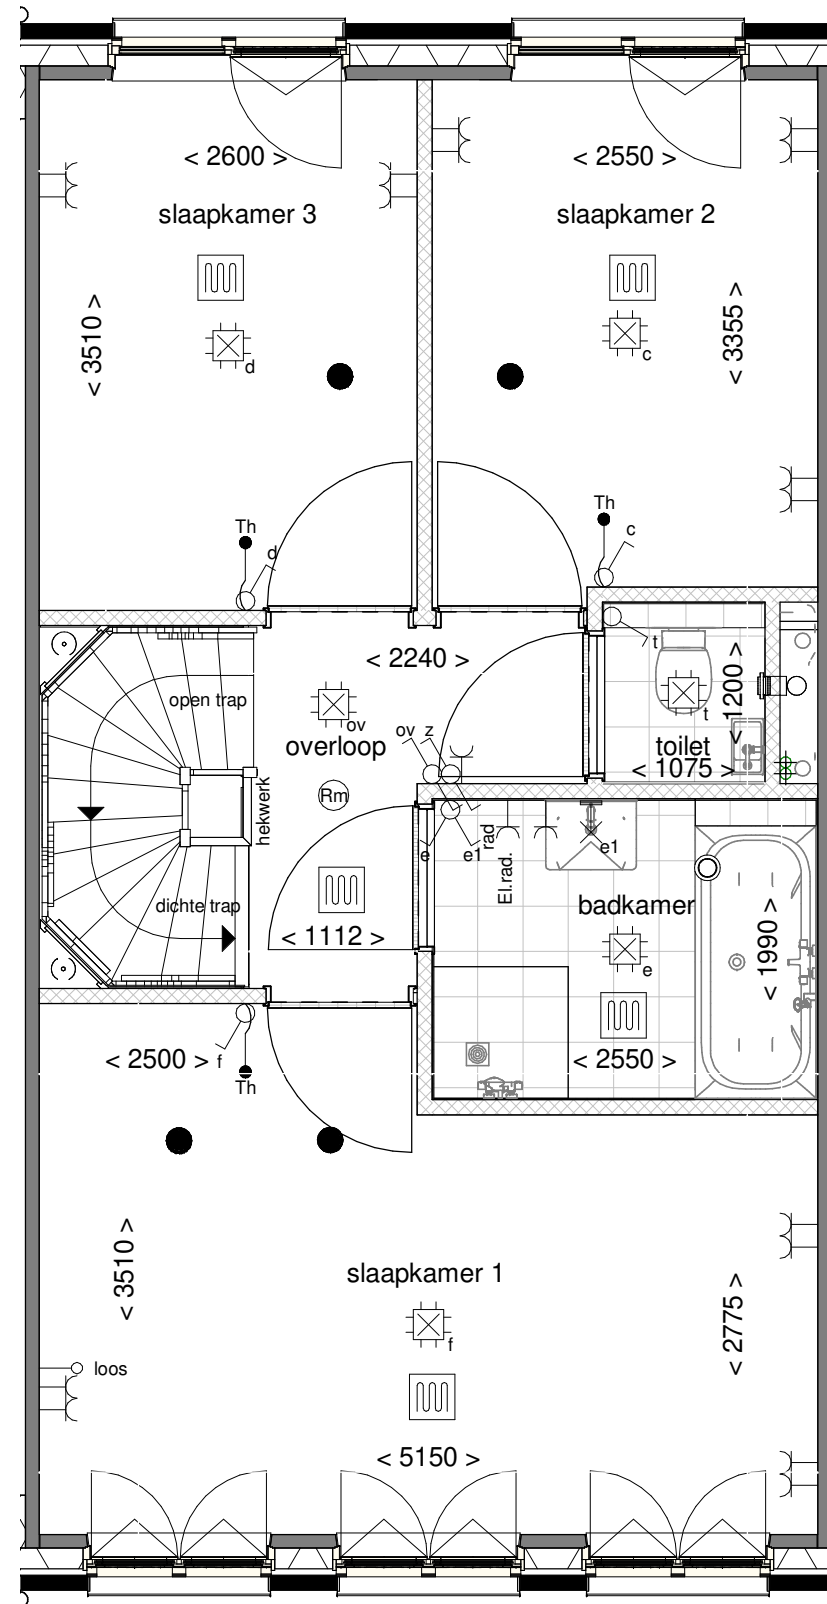 < 2600 >
< 2550 >
slaapkamer 3
slaapkamer 2
< 3510 >
< 3355 >
d
c
Th
d
Th
c
< 2240 >
t
< 1200 >
open trap
ov
t
overloop
ov z
toilet
< 1075 >
hekwerk
Rm
e
e1
rad
El.rad.
e1
dichte trap
badkamer
< 1112 >
e
< 1990 >
< 2500 >
f
Th
< 2550 >
< 3510 >
slaapkamer 1
f
< 2775 >
loos
< 5150 >